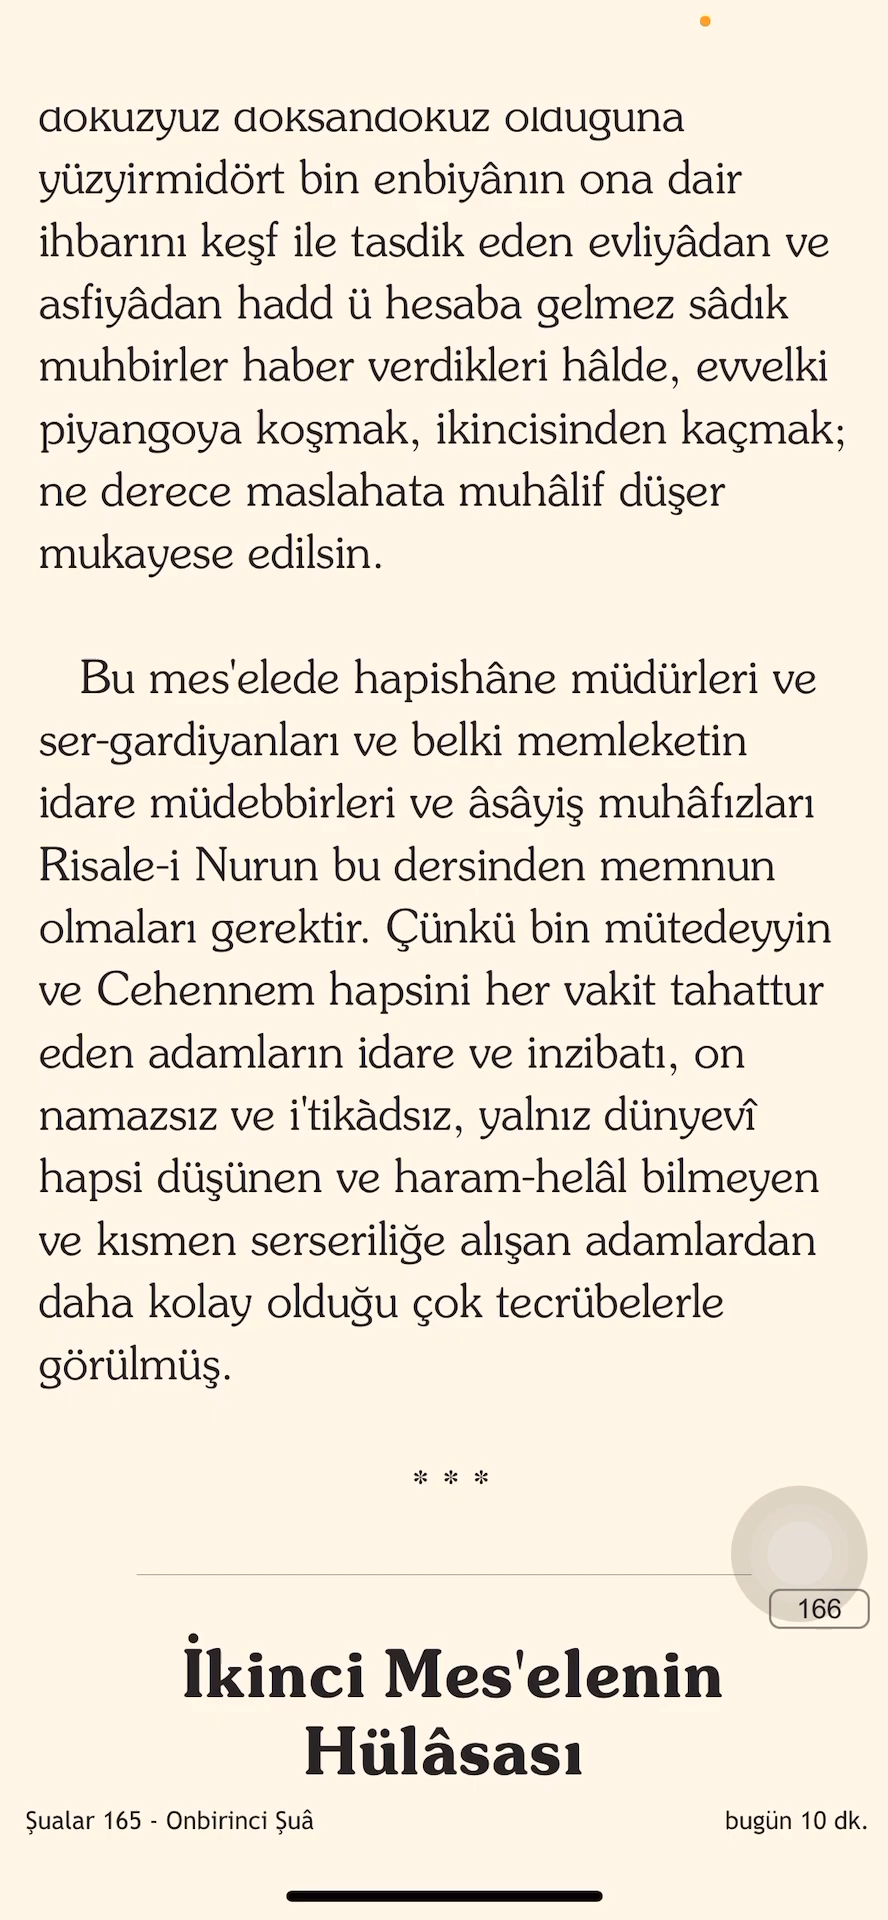 dokuzyüz doksandokuz olduğuna
yüzyirmidört bin enbiyânın ona dair
ihbarını keşf ile tasdik eden evliyâdan ve
asfiyâdan hadd ü hesaba gelmez sâdık
muhbirler haber verdikleri hâlde, evvelki
piyangoya koşmak, ikincisinden kaçmak;
ne derece maslahata muhâlif düşer
mukayese edilsin.
Bu mes'elede hapishâne müdürleri ve
ser-gardiyanları ve belki memleketin
idare müdebbirleri ve âsâyiş muhâfızları
Risale-i Nurun bu dersinden memnun
olmaları gerektir. Çünkü bin mütedeyyin
ve Cehennem hapsini her vakit tahattur
eden adamların idare ve inzibatı, on
namazsız ve i'tikàdsız, yalnız dünyevî
hapsi düşünen ve haram-helâl bilmeyen
ve kısmen serseriliğe alışan adamlardan
daha kolay olduğu çok tecrübelerle
görülmüş.
* * *
166
İkinci Mes'elenin
Hülâsası
Şualar 165 - Onbirinci Şuâ
bugün 10 dk.